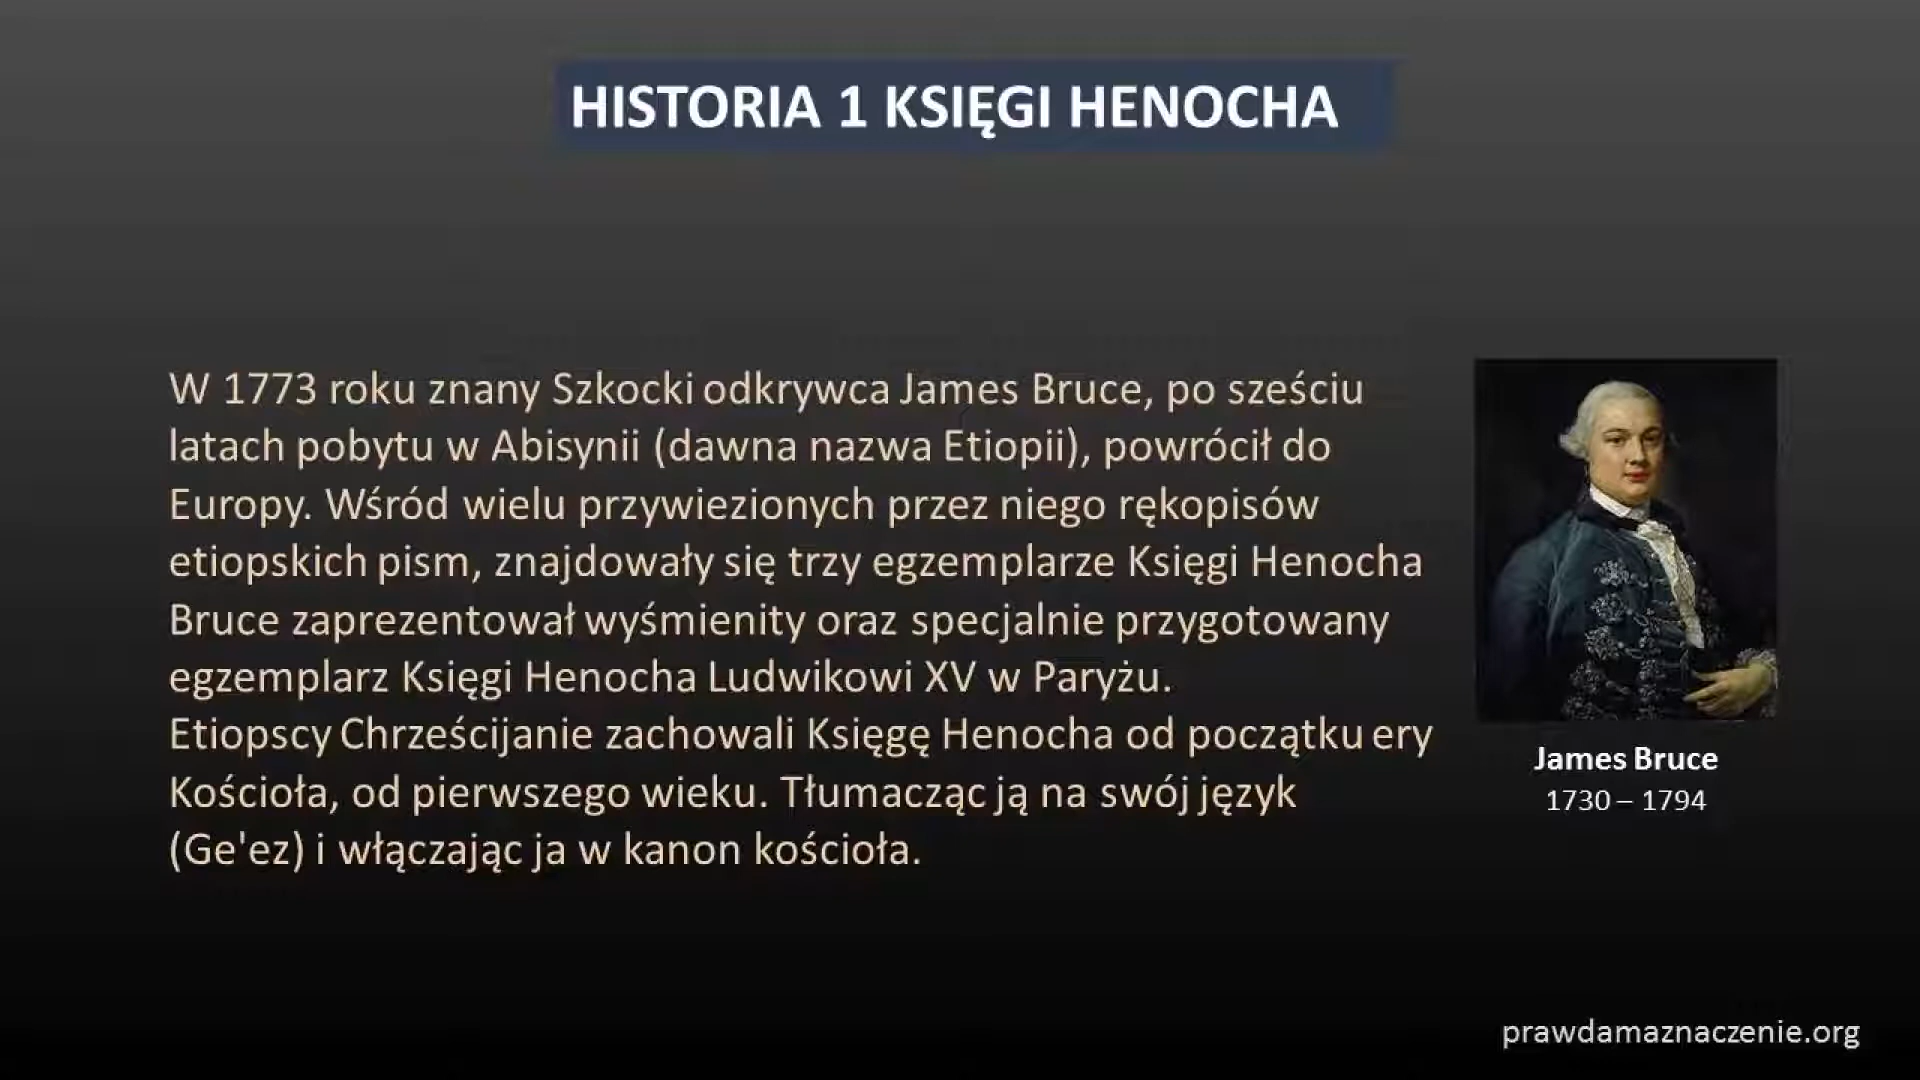 HISTORIA 1 KSIĘGI HENOCHA
W 1773 roku znany Szkocki odkrywca James Bruce, po sześciu
latach pobytu w Abisynii (dawna nazwa Etiopii), powrócił do
Europy. Wśród wielu przywiezionych przez niego rękopisów
etiopskich pism, znajdowały się trzy egzemplarze Księgi Henocha
Bruce zaprezentował wyśmienity oraz specjalnie przygotowany
egzemplarz Księgi Henocha Ludwikowi XV w Paryżu.
Etiopscy Chrześcijanie zachowali Księgę Henocha od początku ery
Kościoła, od pierwszego wieku. Tłumacząc ją na swój język
(Ge'ez) i włączając ja w kanon kościoła.
James Bruce
1730 – 1794
prawdamaznaczenie.org